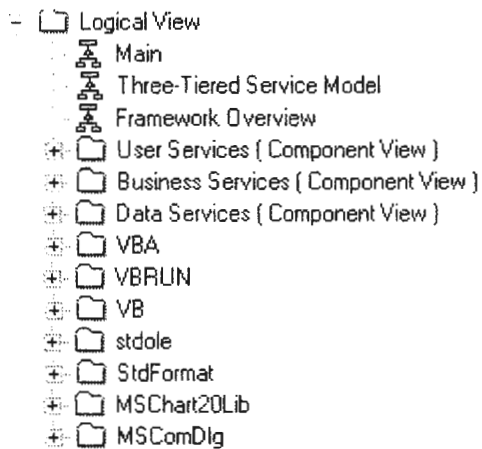 Logical View
Main
Three-Tiered Service Model
Framework Overview
User Services ( Component View )
Business Services ( Component View )
Data Services ( Component View )
VBA
VBRUN
VB
stdole
StdFormat
MSChart20Lib
MSComDlg